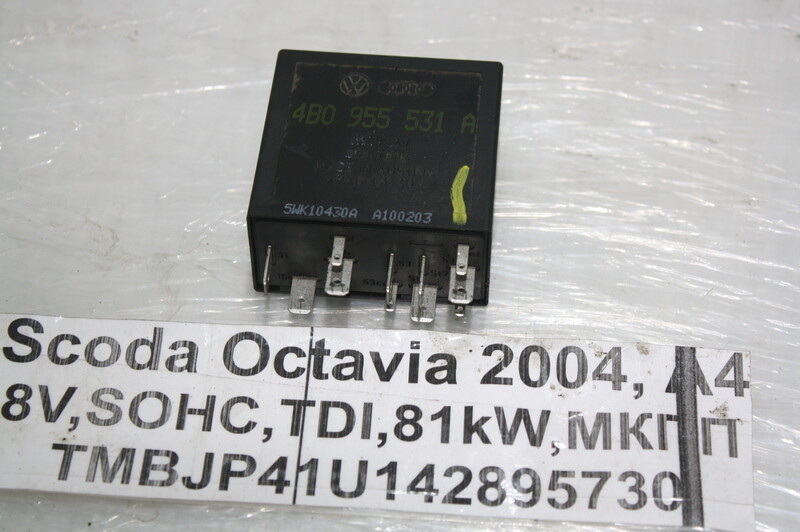 4B0 955 531 A
5WK10430A A100203
Scoda Octavia 2004, A4
8V,SOHC,TDI,81kW,МКПП
TMBJP41U142895730